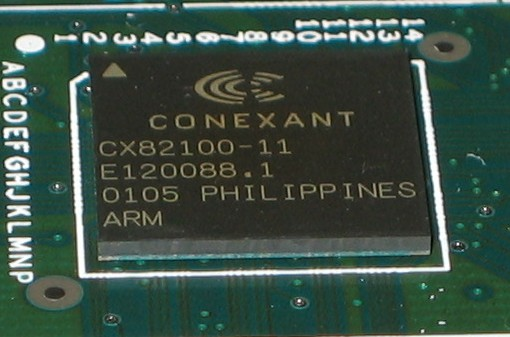 1 2 3 4 5 6 7 8 9 10 11 12 13 14
A B C D E F G H J K L M N P
CONEXANT
CX82100-11
E120088.1
0105 PHILIPPINES
ARM